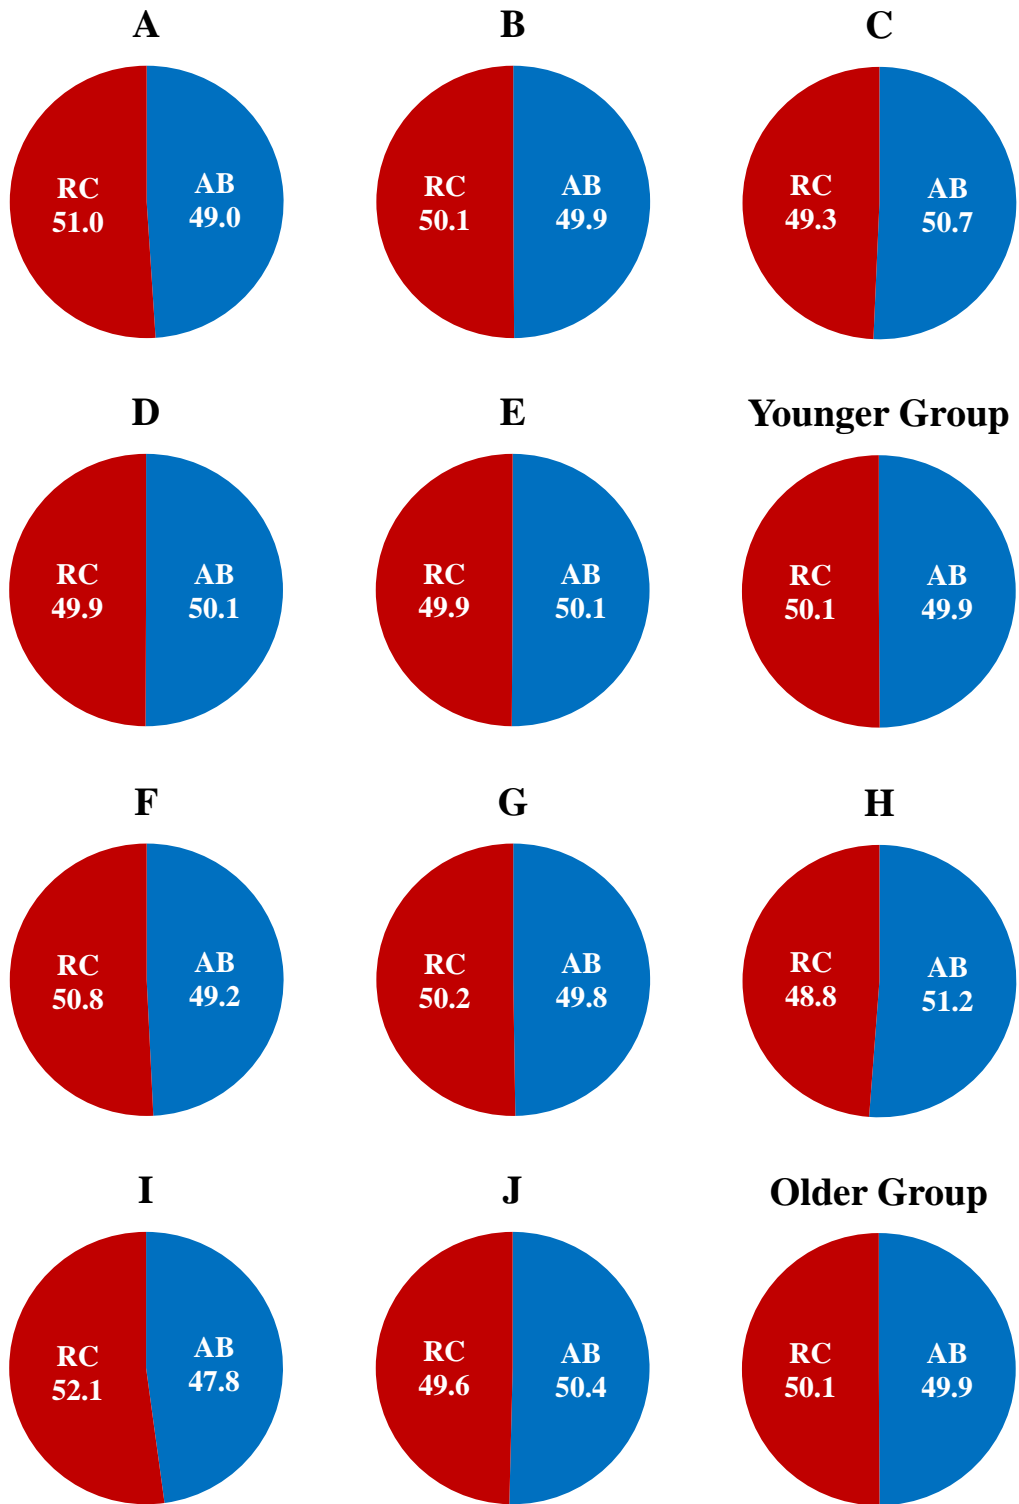 A
B
C
RC
51.0
AB
49.0
RC
50.1
AB
49.9
RC
49.3
AB
50.7
D
E
Younger Group
RC
49.9
AB
50.1
RC
49.9
AB
50.1
RC
50.1
AB
49.9
F
G
H
RC
50.8
AB
49.2
RC
50.2
AB
49.8
RC
48.8
AB
51.2
I
J
Older Group
RC
52.1
AB
47.8
RC
49.6
AB
50.4
RC
50.1
AB
49.9